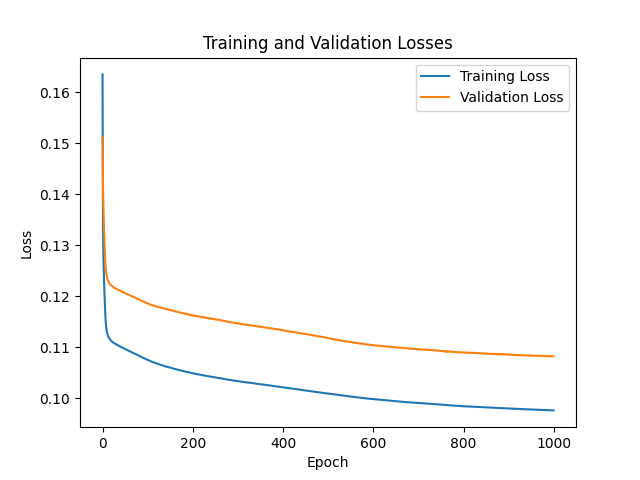 Training and Validation Losses
Training Loss
Validation Loss
Loss
0.16
0.15
0.14
0.13
0.12
0.11
0.10
0
200
400
600
800
1000
Epoch